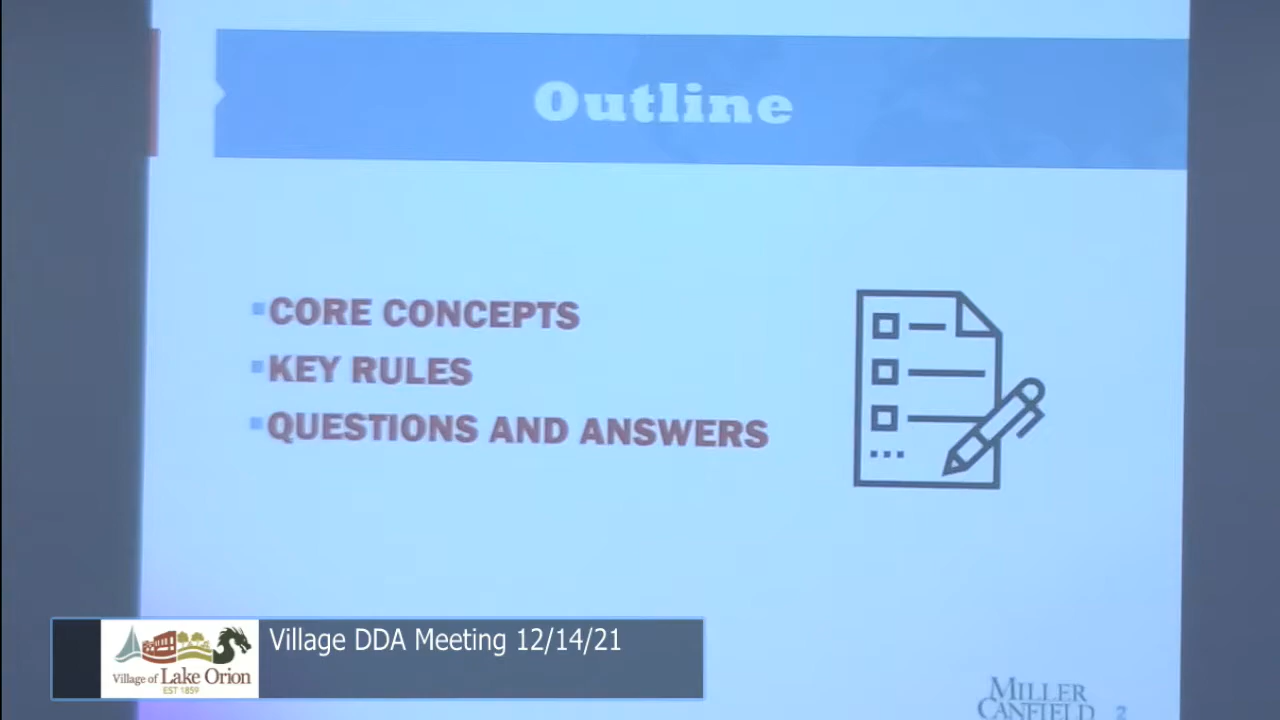 Outline
CORE CONCEPTS
KEY RULES
QUESTIONS AND ANSWERS
Village DDA Meeting 12/14/21
Village of Lake Orion
EST 1859
MILLER
CANFIELD
2